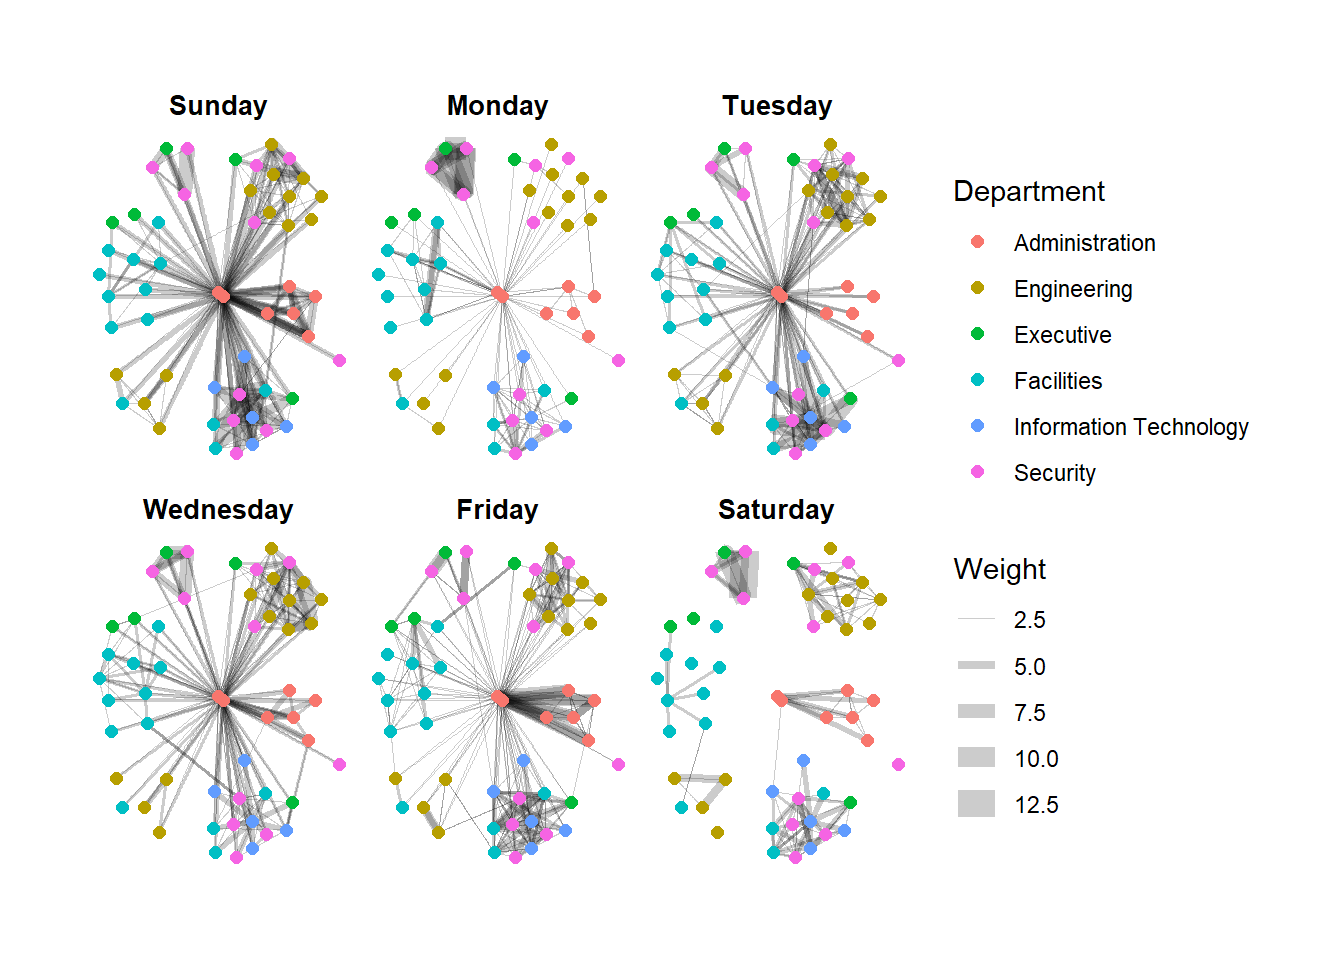 Sunday
Monday
Tuesday
Wednesday
Friday
Saturday
Department
Administration
Engineering
Executive
Facilities
Information Technology
Security
Weight
2.5
5.0
7.5
10.0
12.5